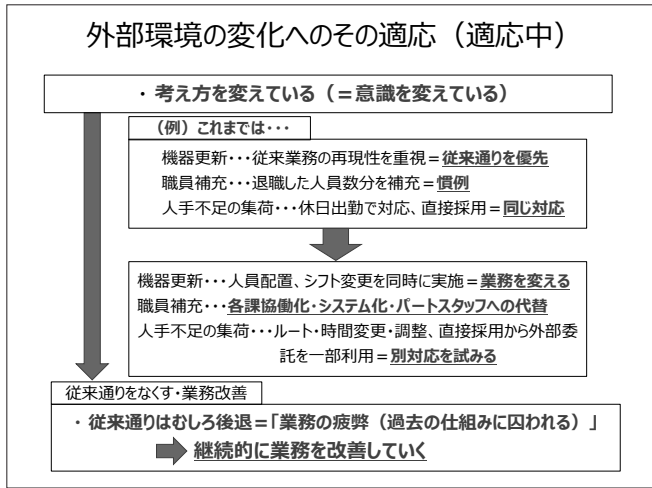 外部環境の変化へのその適応（適応中）
・考え方を変えている（＝意識を変えている）
（例）これまでは・・・
機器更新・・・従来業務の再現性を重視＝従来通りを優先
職員補充・・・退職した人員数分を補充＝慣例
人手不足の集荷・・・休日出勤で対応、直接採用＝同じ対応
機器更新・・・人員配置、シフト変更を同時に実施＝業務を変える
職員補充・・・各課協働化・システム化・パートスタッフへの代替
人手不足の集荷・・・ルート・時間変更・調整、直接採用から外部委
託を一部利用＝別対応を試みる
従来通りをなくす・業務改善
・従来通りはむしろ後退＝「業務の疲弊（過去の仕組みに囚われる）」
継続的に業務を改善していく